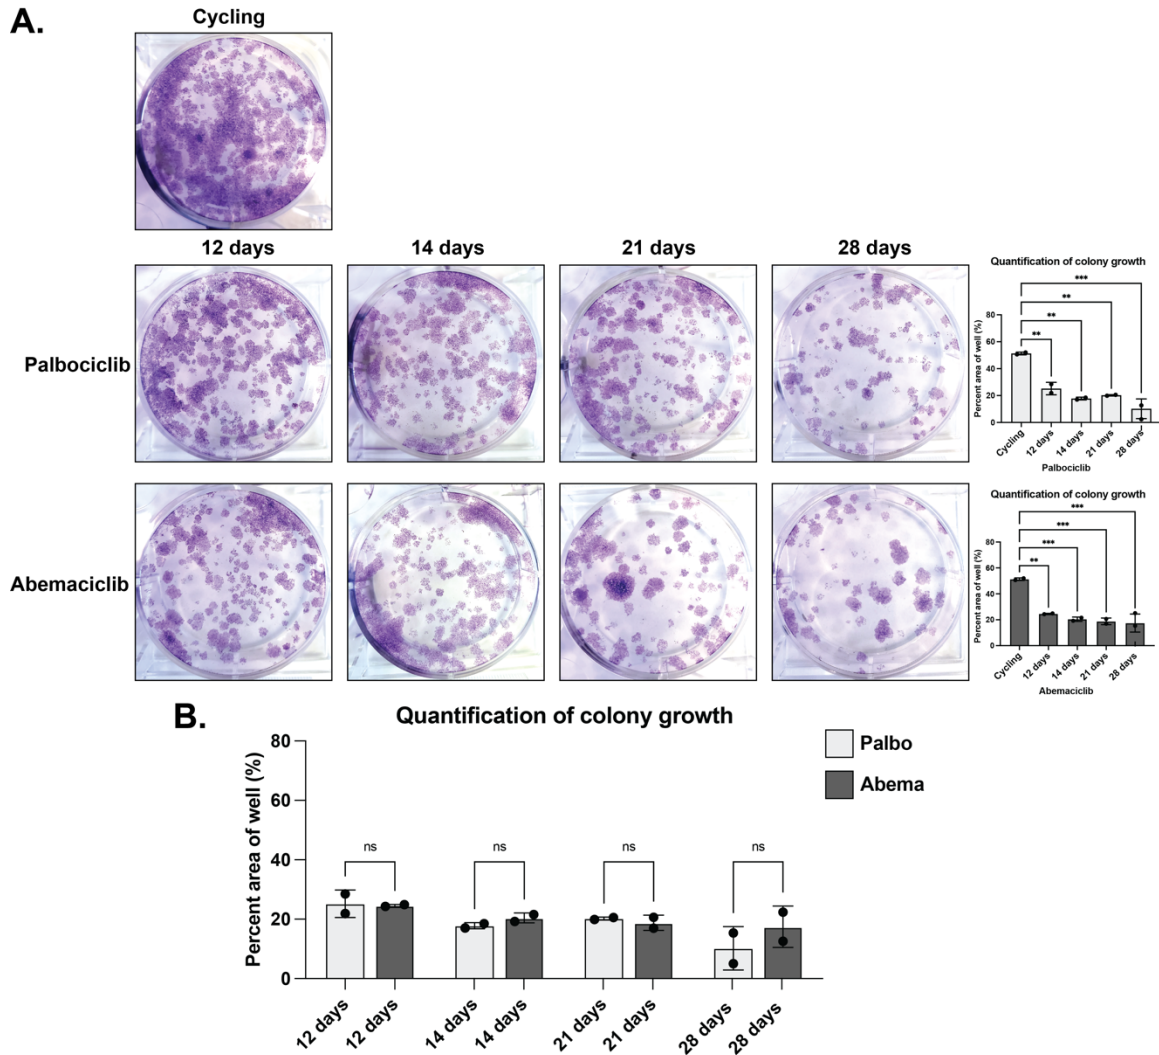 A.
Cycling
12 days
14 days
21 days
28 days
Palbociclib
Quantification of colony growth
***
**
**
**
Percent area of well (%)
80
60
40
20
0
Cycling
12 days
14 days
21 days
28 days
Palbociclib
Abemaciclib
Quantification of colony growth
***
***
***
**
Percent area of well (%)
80
60
40
20
0
Cycling
12 days
14 days
21 days
28 days
Abemaciclib
B.
Quantification of colony growth
Percent area of well (%)
80
60
40
20
0
ns
ns
ns
ns
12 days
12 days
14 days
14 days
21 days
21 days
28 days
28 days
Palbo
Abema